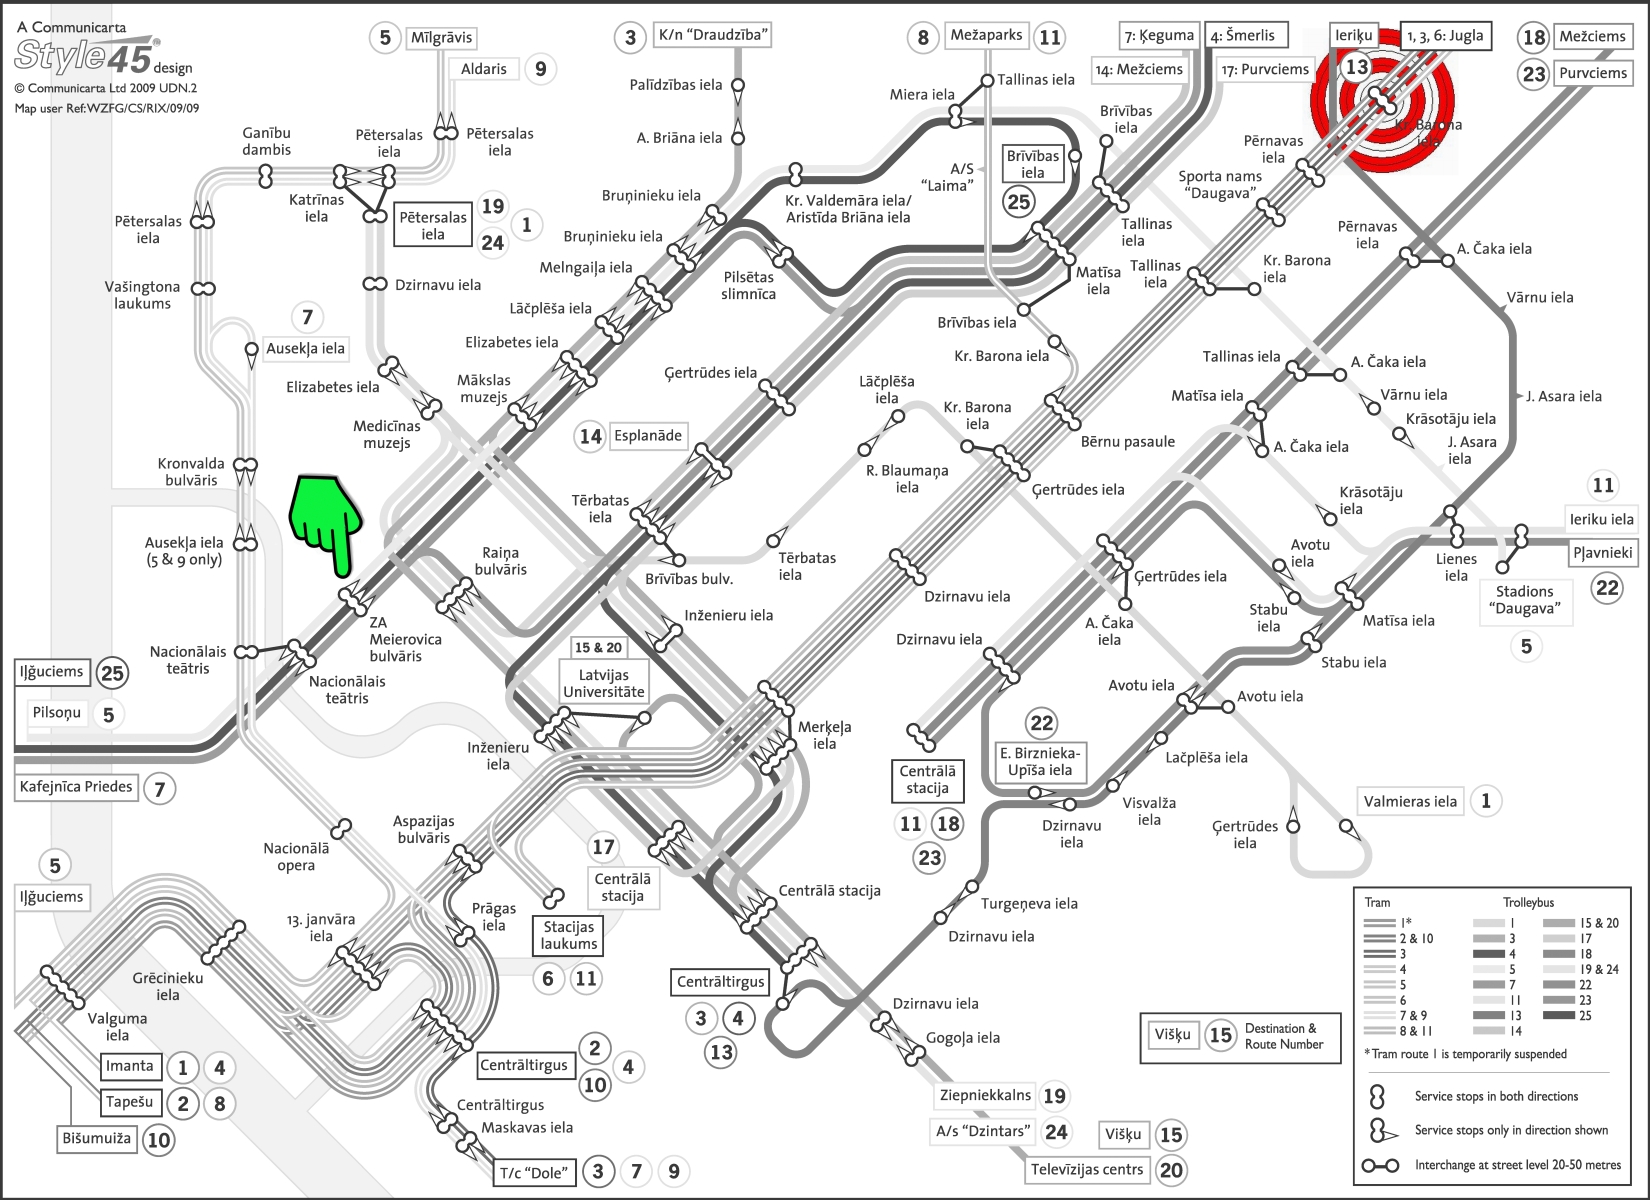 A Communicarta
Style45
design
© Communicarta Ltd 2009 UDN.2
Map user Ref:WZFG/CS/RIX/09/09
5 Mīlgrāvis
Aldaris 9
3 K/n “Draudzība”
8 Mežaparks 11
7: Ķeguma
4: Šmerlis
14: Mežciems
17: Purvciems
Ieriķu
13
1, 3, 6: Jugla
18 Mežciems
23 Purvciems
Palīdzības iela
A. Briāna iela
Tallinas iela
Miera iela
Brīvības
iela
Kr. Barona
iela
Ganību
dambis
Pētersalas
iela
Pētersalas
iela
Katrīnas
iela
Pētersalas
iela
19
24
1
Pētersalas
iela
Vašingtona
laukums
Dzirnavu iela
7
Ausekļa iela
Elizabetes iela
Medicīnas
muzejs
Bruņinieku iela
Bruņinieku iela
Melngaiļa iela
Lāčplēša iela
Elizabetes iela
Mākslas
muzejs
Kr. Valdemāra iela/
Aristīda Briāna iela
Pilsētas
slimnīca
A/S
“Laima”
Brīvības
iela
25
Tallinas
iela
Matīsa
iela
Brīvības iela
Kr. Barona iela
Pērnavas
iela
Sporta nams
“Daugava”
Tallinas
iela
Kr. Barona
iela
Pērnavas
iela
A. Čaka iela
Vārnu iela
Tallinas iela
A. Čaka iela
Matīsa iela
Vārnu iela
J. Asara iela
Krāsotāju iela
J. Asara
iela
A. Čaka iela
Krāsotāju
iela
11
Ieriku iela
Pļavnieki
22
Lienes
iela
Stadions
“Daugava”
5
Ģertrūdes iela
14 Esplanāde
Lāčplēša
iela
Kr. Barona
iela
Bērnu pasaule
R. Blaumaņa
iela
Ģertrūdes iela
Tērbatas
iela
Tērbatas
iela
Brīvības bulv.
Kronvalda
bulvāris
Ausekļa iela
(5 & 9 only)
Raiņa
bulvāris
Inženieru iela
Dzirnavu iela
Ģertrūdes iela
A. Čaka
iela
Avotu
iela
Stabu
iela
Matīsa iela
Stabu iela
ZA
Meierovica
bulvāris
Nacionālais
teātris
Nacionālais
teātris
Iļģuciems 25
Pilsoņu 5
Kafejnīca Priedes 7
15 & 20
Latvijas
Universitāte
Inženieru
iela
Merķeļa
iela
Dzirnavu iela
Avotu iela
Avotu iela
22
E. Birznieka-
Upīša iela
Centrālā
stacija
11 18
23
Lačplēša iela
Visvalža
iela
Dzirnavu
iela
Ģertrūdes
iela
Valmieras iela 1
Aspazijas
bulvāris
Nacionālā
opera
17
Centrālā
stacija
Centrālā stacija
Turgeņeva iela
Dzirnavu iela
5
Iļģuciems
13. janvāra
iela
Prāgas
iela
Stacijas
laukums
6 11
Grēcinieku
iela
Valguma
iela
Centrāltirgus
3 4
13
Dzirnavu iela
Gogoļa iela
Imanta 1 4
Tapešu 2 8
Bišumuiža 10
Centrāltirgus
2
10
4
Centrāltirgus
Maskavas iela
T/c “Dole” 3 7 9
Ziepniekkalns 19
A/s “Dzintars” 24
Višķu 15
Televīzijas centrs 20
Višķu 15 Destination &
Route Number
Tram
1*
2 & 10
3
4
5
6
7 & 9
8 & 11
Trolleybus
1
3
4
5
7
11
13
14
15 & 20
17
18
19 & 24
22
23
25
* Tram route 1 is temporarily suspended
Service stops in both directions
Service stops only in direction shown
Interchange at street level 20-50 metres